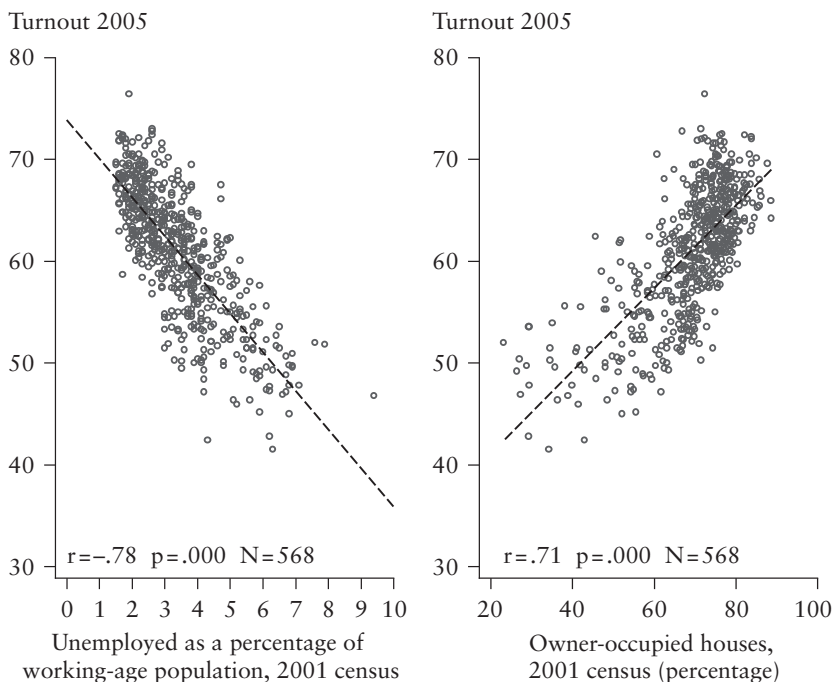 Turnout 2005
80
70
60
50
40
30
r=–.78 p=.000 N=568
0 1 2 3 4 5 6 7 8 9 10
Unemployed as a percentage of
working-age population, 2001 census
Turnout 2005
80
70
60
50
40
30
r=.71 p=.000 N=568
20 40 60 80 100
Owner-occupied houses,
2001 census (percentage)